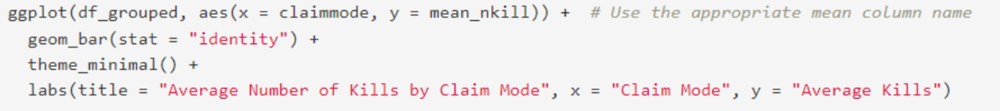 ggplot(df_grouped, aes(x = claimmode, y = mean_nkill)) +  # Use the appropriate mean column name
  geom_bar(stat = "identity") +
  theme_minimal() +
  labs(title = "Average Number of Kills by Claim Mode", x = "Claim Mode", y = "Average Kills")